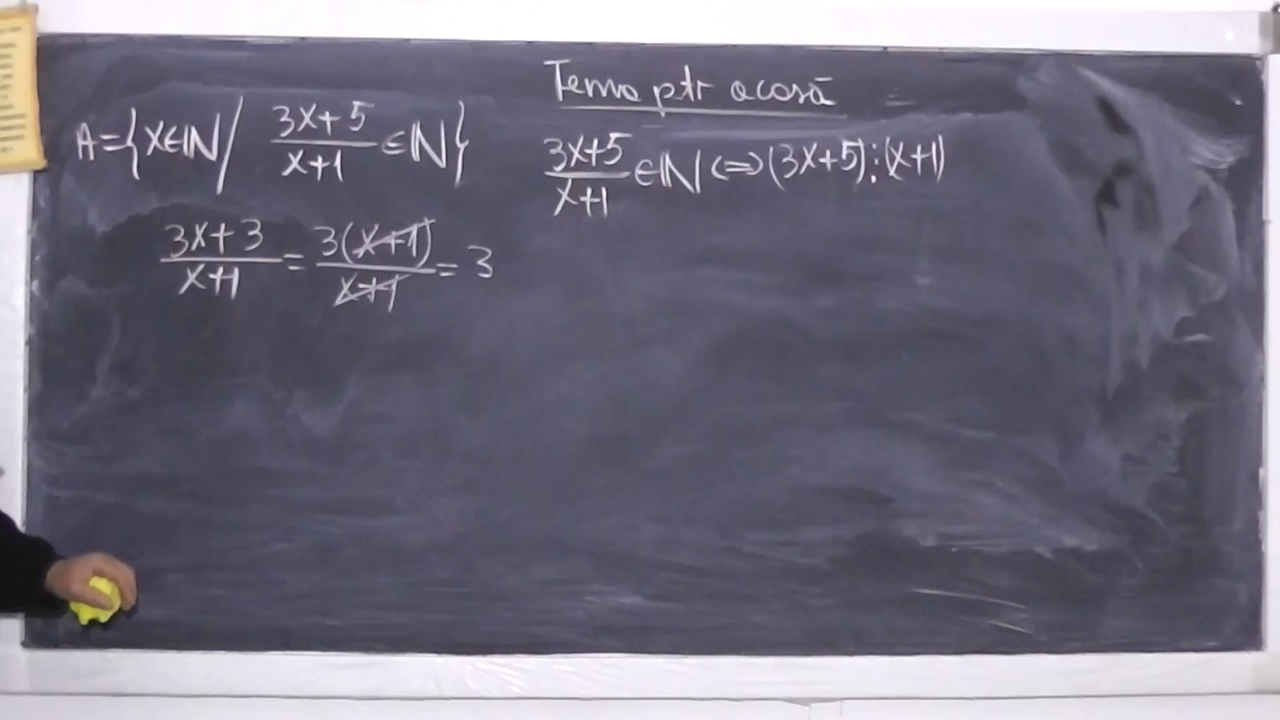 Tema ptr acasă
A={x∈ℕ / (3x+5)/(x+1) ∈ℕ}
(3x+5)/(x+1) ∈ℕ ⇔ (3x+5)⋮(x+1)
(3x+3)/(x+1) = 3(x+1)/(x+1) = 3